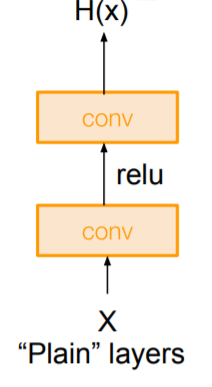 H(x)
conv
relu
conv
X
“Plain” layers